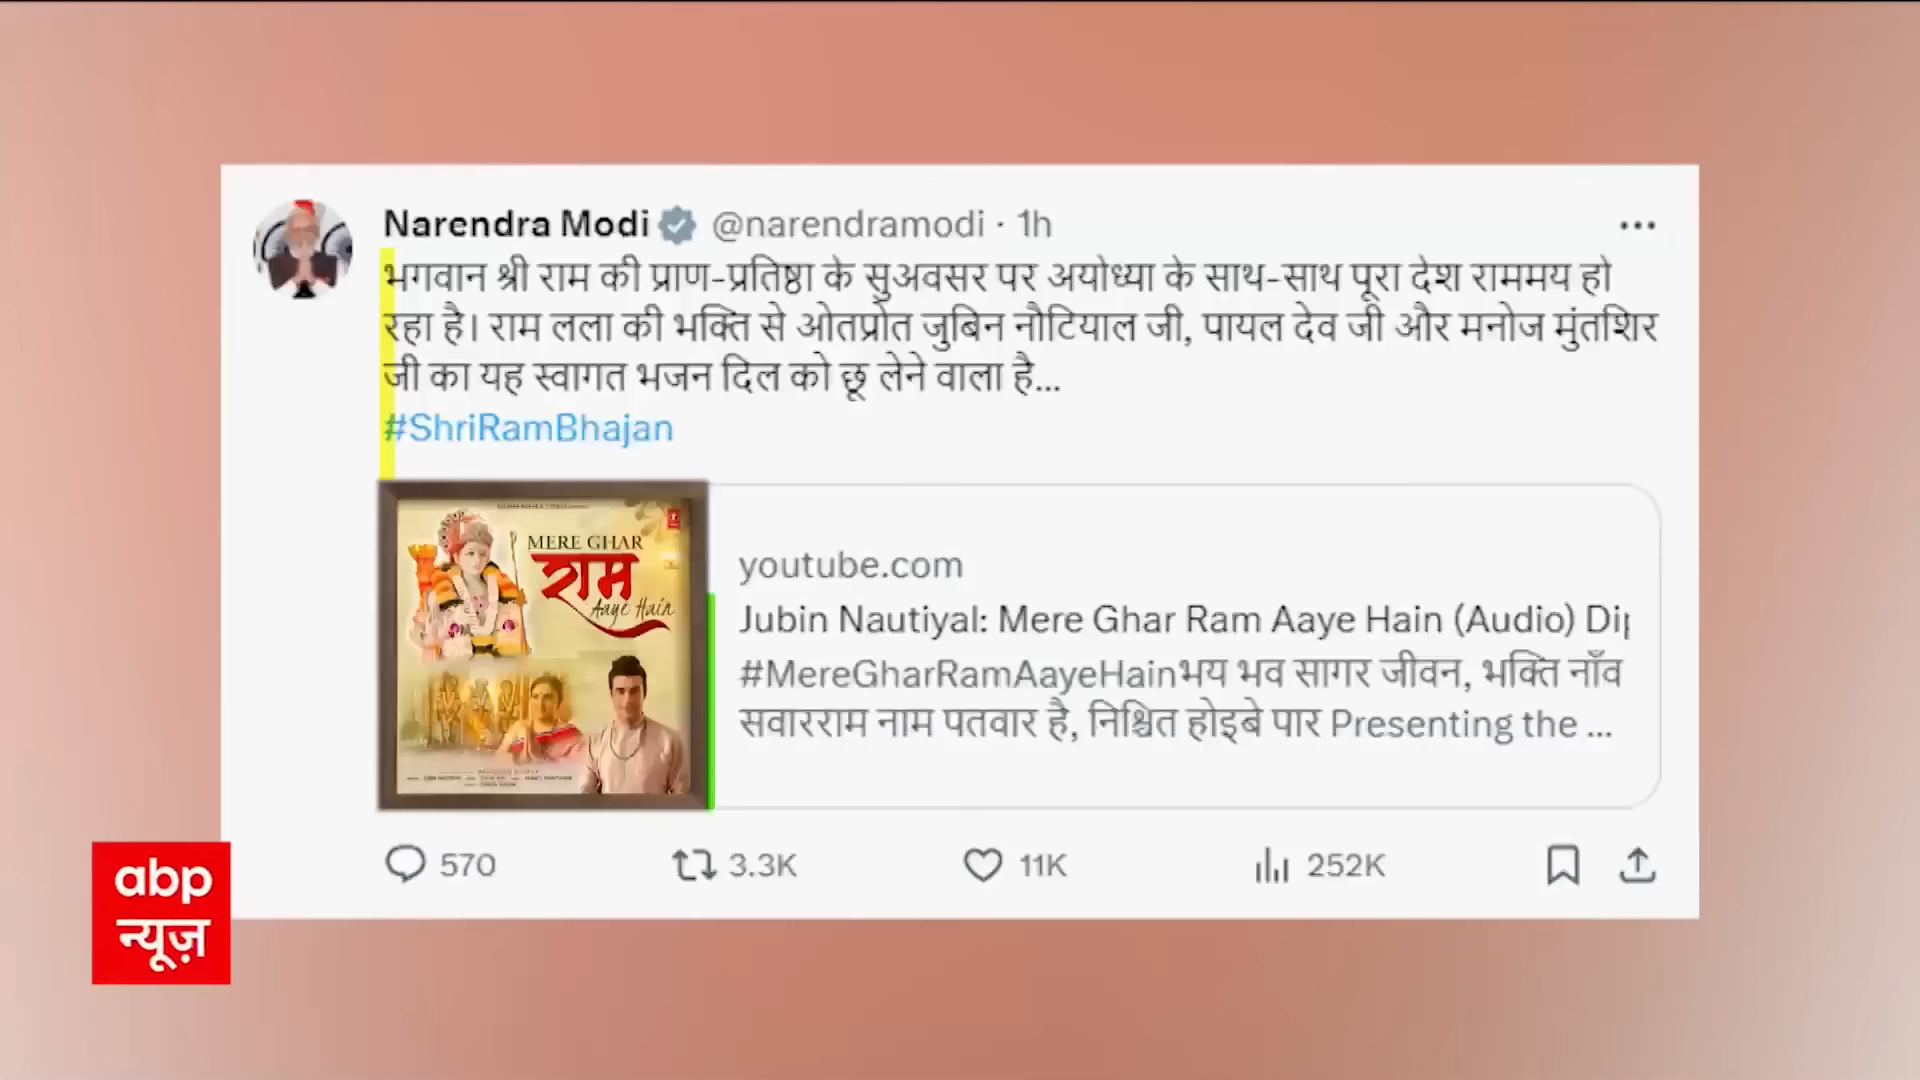 Narendra Modi @narendramodi · 1h
भगवान श्री राम की प्राण-प्रतिष्ठा के सुअवसर पर अयोध्या के साथ-साथ पूरा देश राममय हो
रहा है। राम लला की भक्ति से ओतप्रोत जुबिन नौटियाल जी, पायल देव जी और मनोज मुंतशिर
जी का यह स्वागत भजन दिल को छू लेने वाला है...
#ShriRamBhajan
MERE GHAR
राम
Aaye Hain
youtube.com
Jubin Nautiyal: Mere Ghar Ram Aaye Hain (Audio)
#MereGharRamAayeHainभय भव सागर जीवन, भक्ति नाँव
सवारराम नाम पतवार है, निश्चित होइबे पार Presenting the ...
570 3.3K 11K 252K
abp
न्यूज़